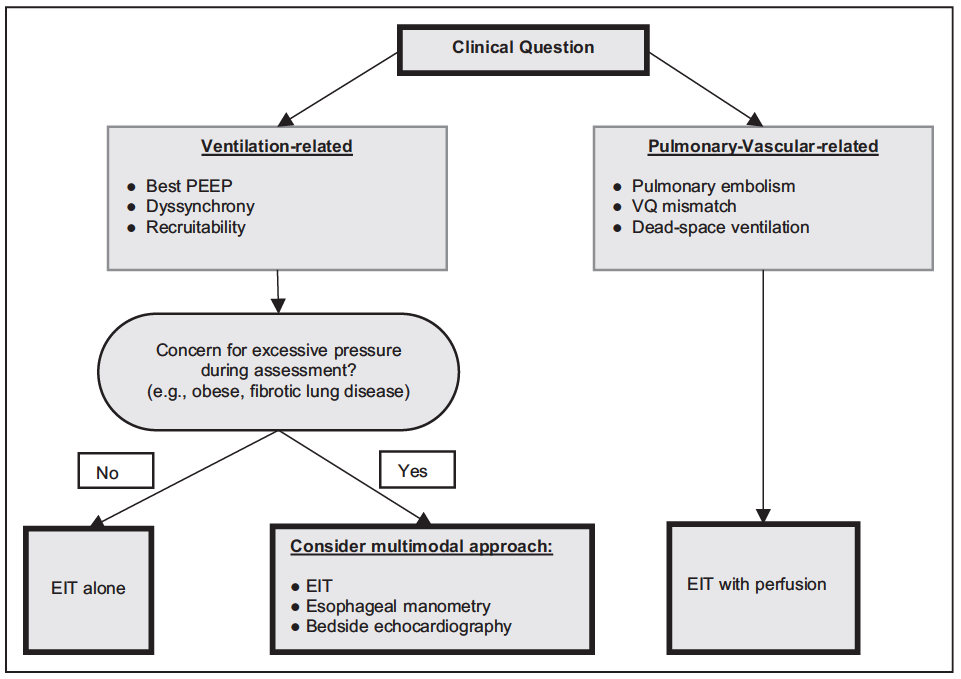 Clinical Question
Ventilation-related
● Best PEEP
● Dyssynchrony
● Recruitability
Pulmonary-Vascular-related
● Pulmonary embolism
● VQ mismatch
● Dead-space ventilation
Concern for excessive pressure
during assessment?
(e.g., obese, fibrotic lung disease)
No
Yes
EIT alone
Consider multimodal approach:
● EIT
● Esophageal manometry
● Bedside echocardiography
EIT with perfusion